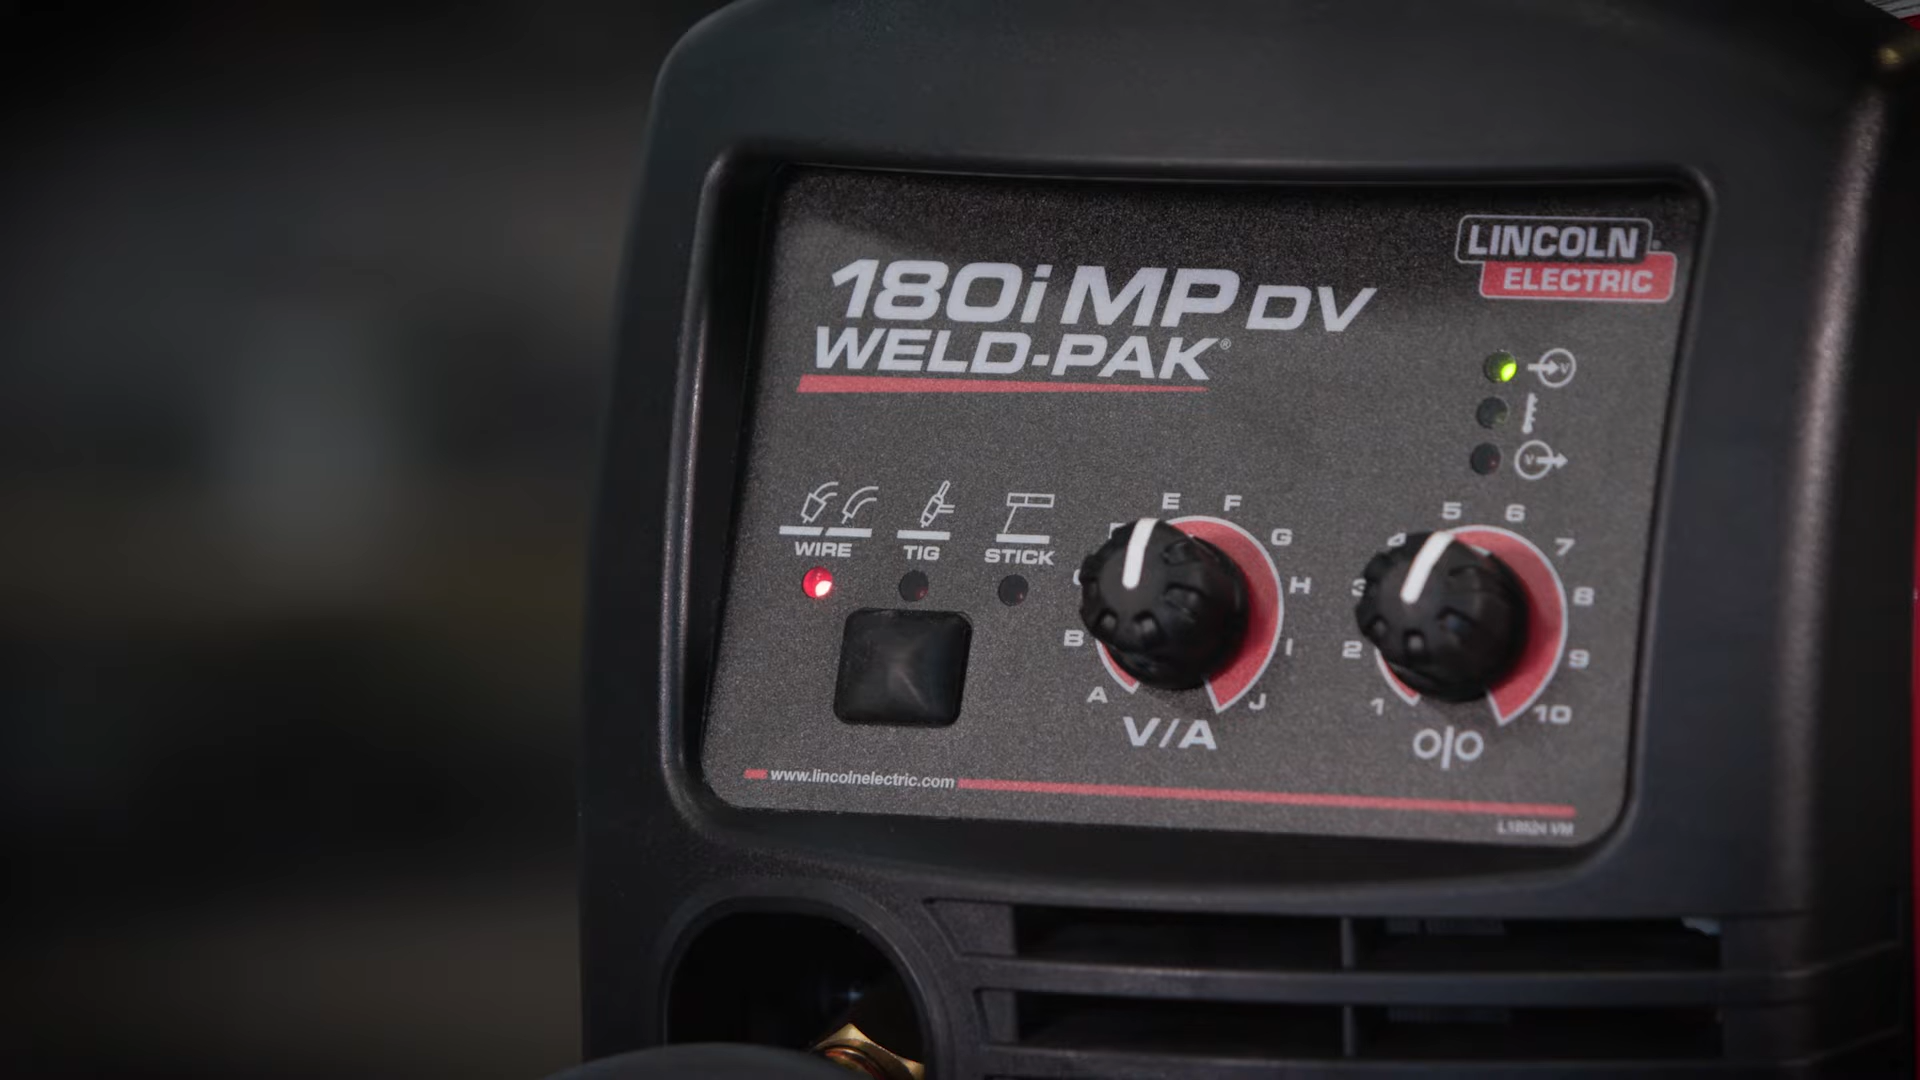 LINCOLN
ELECTRIC
180i MP DV
WELD-PAK®
V
V
WIRE
TIG
STICK
A
B
E
F
G
H
I
J
V/A
1
2
3
4
5
6
7
8
9
10
www.lincolnelectric.com